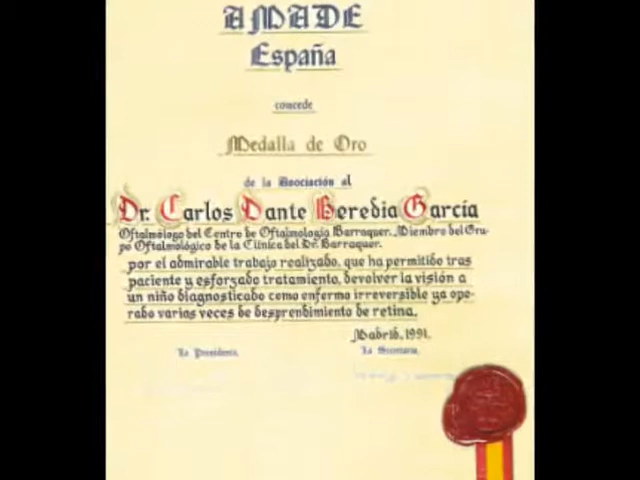 AMADE
España
concede
Medalla de Oro
de la Asociación al
Dr. Carlos Dante Heredia García
Oftalmólogo del Centro de Oftalmología Barraquer. Miembro del Gru-
po Oftalmológico de la Clínica del Dr. Barraquer.
por el admirable trabajo realizado, que ha permitido tras
paciente y esforzado tratamiento, devolver la visión a
un niño diagnosticado como enfermo irreversible ya ope-
rado varias veces de desprendimiento de retina.
Madrid, 1991.
La Presidenta, La Secretaria,